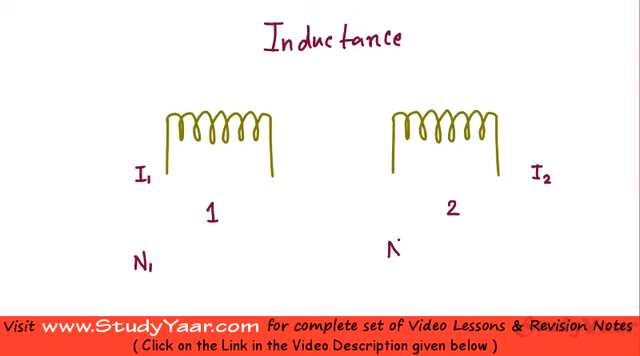 Inductance
I₁ I₂
1 2
N₁
Visit www.StudyYaar.com for complete set of Video Lessons & Revision Notes
( Click on the Link in the Video Description given below )